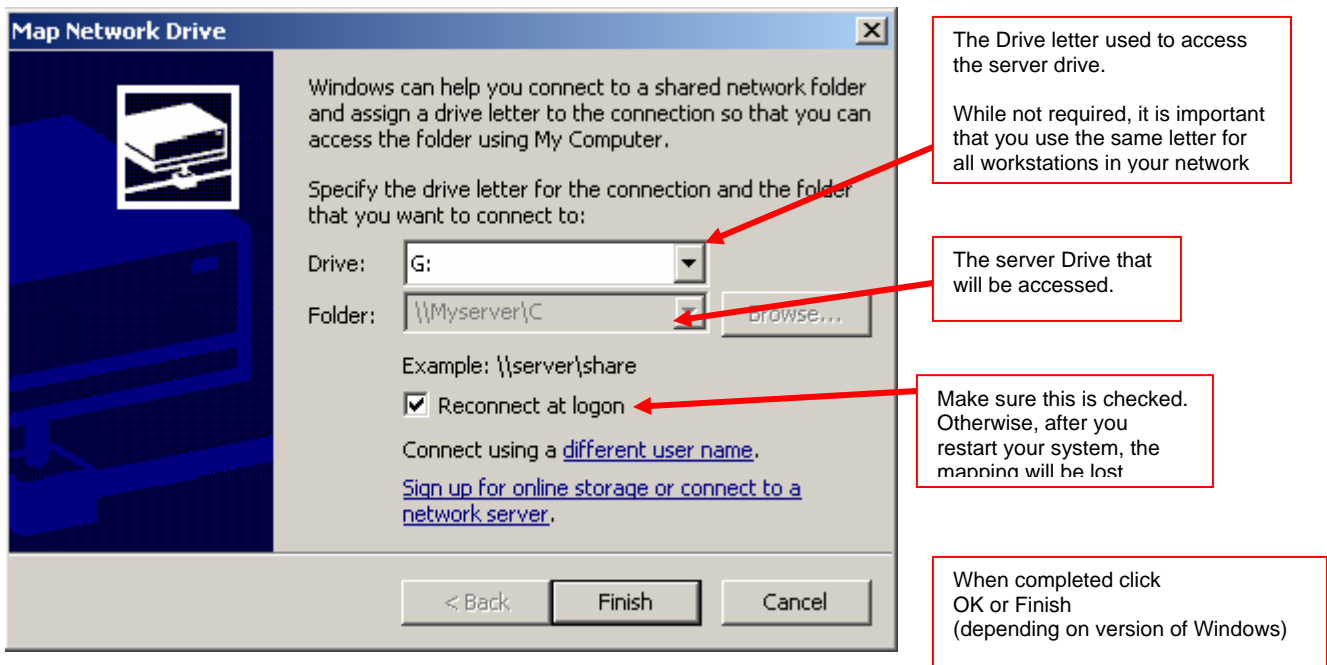 Map Network Drive
Windows can help you connect to a shared network folder
and assign a drive letter to the connection so that you can
access the folder using My Computer.
Specify the drive letter for the connection and the folder
that you want to connect to:
Drive: G:
Folder: \\Myserver\C Browse...
Example: \\server\share
Reconnect at logon
Connect using a different user name.
Sign up for online storage or connect to a
network server.
< Back Finish Cancel
The Drive letter used to access
the server drive.
While not required, it is important
that you use the same letter for
all workstations in your network
The server Drive that
will be accessed.
Make sure this is checked.
Otherwise, after you
restart your system, the
mapping will be lost
When completed click
OK or Finish
(depending on version of Windows)